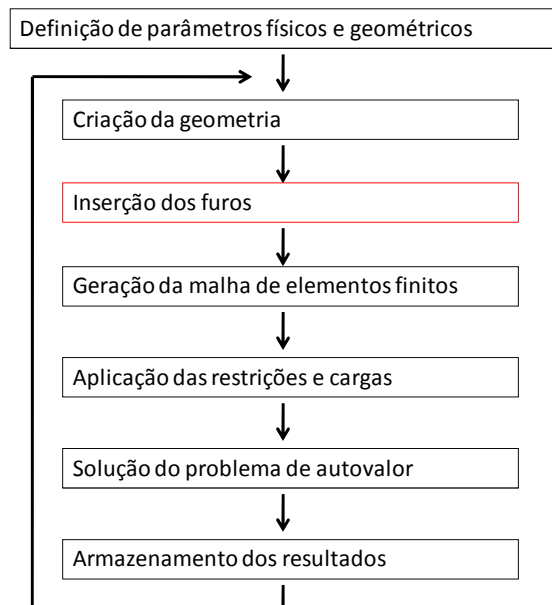 Definição de parâmetros físicos e geométricos
Criação da geometria
Inserção dos furos
Geração da malha de elementos finitos
Aplicação das restrições e cargas
Solução do problema de autovalor
Armazenamento dos resultados